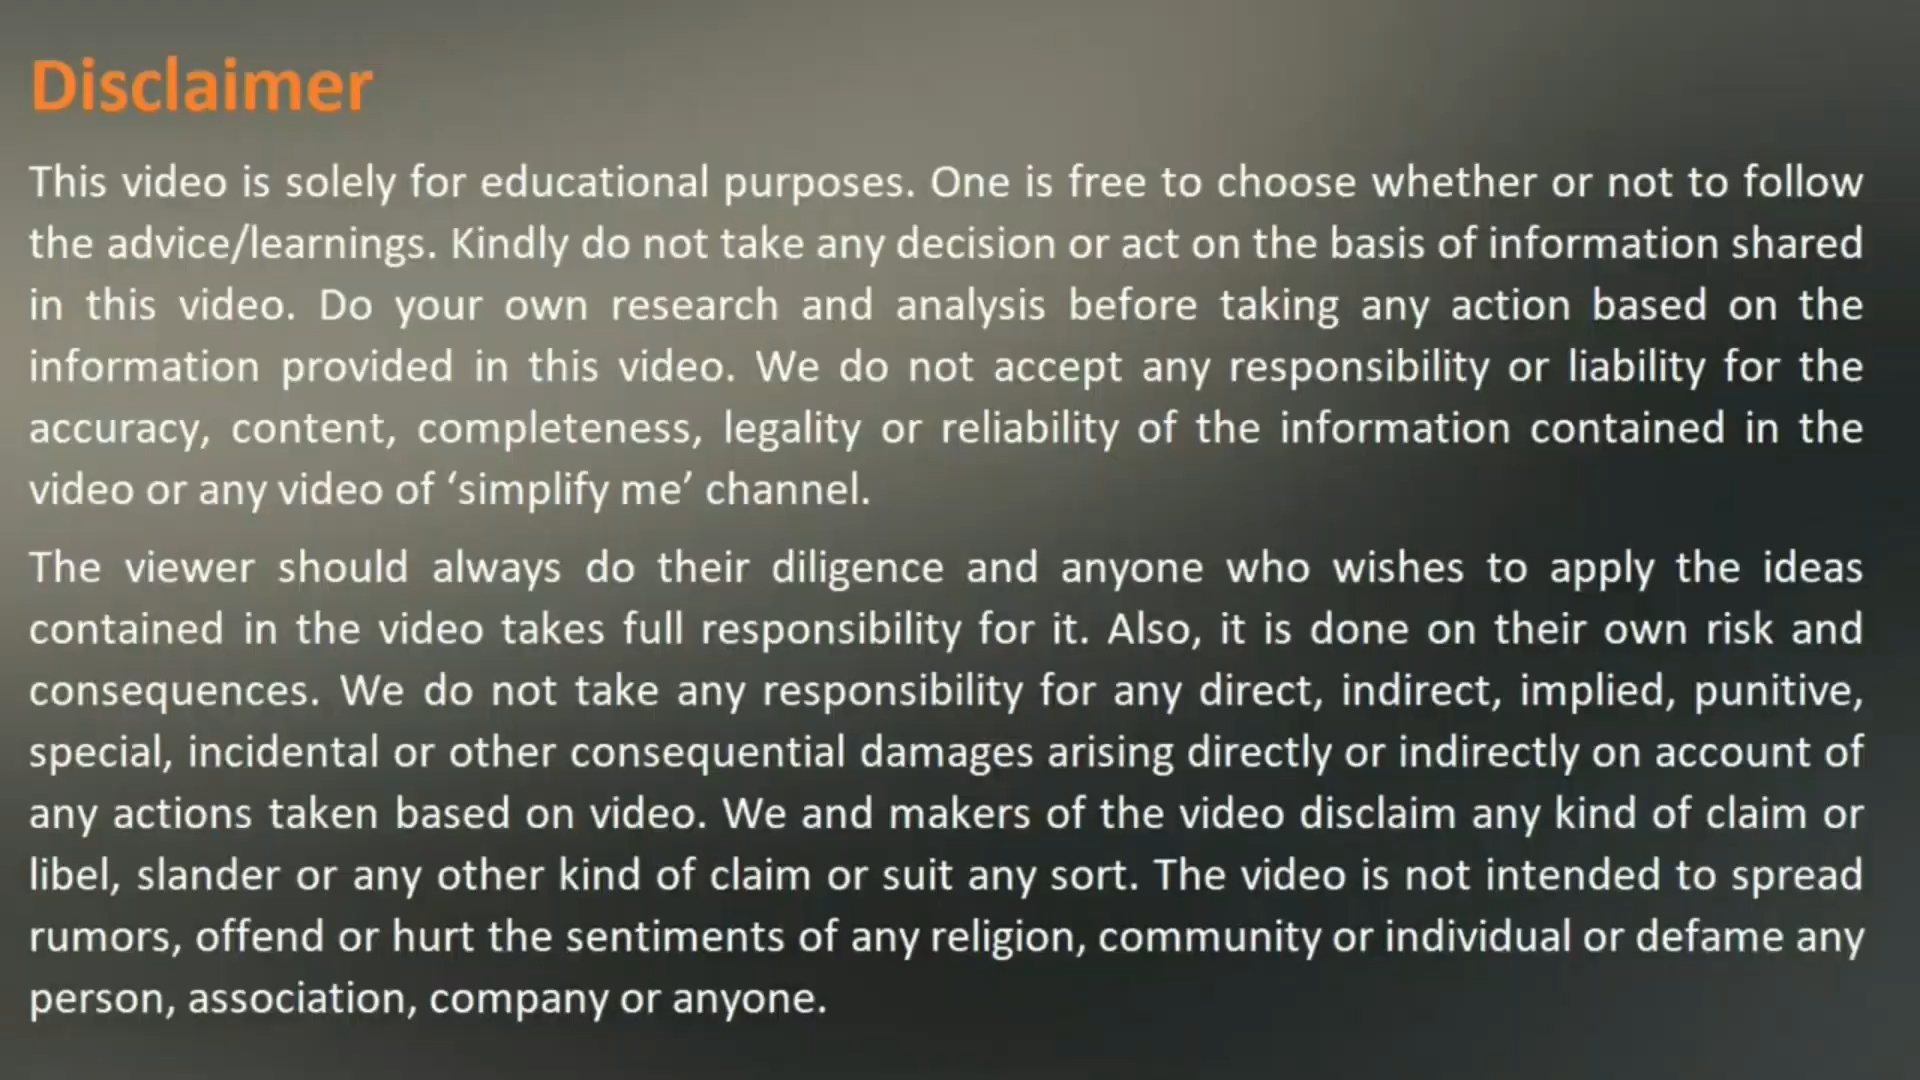 Disclaimer
This video is solely for educational purposes. One is free to choose whether or not to follow
the advice/learnings. Kindly do not take any decision or act on the basis of information shared
in this video. Do your own research and analysis before taking any action based on the
information provided in this video. We do not accept any responsibility or liability for the
accuracy, content, completeness, legality or reliability of the information contained in the
video or any video of ‘simplify me’ channel.
The viewer should always do their diligence and anyone who wishes to apply the ideas
contained in the video takes full responsibility for it. Also, it is done on their own risk and
consequences. We do not take any responsibility for any direct, indirect, implied, punitive,
special, incidental or other consequential damages arising directly or indirectly on account of
any actions taken based on video. We and makers of the video disclaim any kind of claim or
libel, slander or any other kind of claim or suit any sort. The video is not intended to spread
rumors, offend or hurt the sentiments of any religion, community or individual or defame any
person, association, company or anyone.